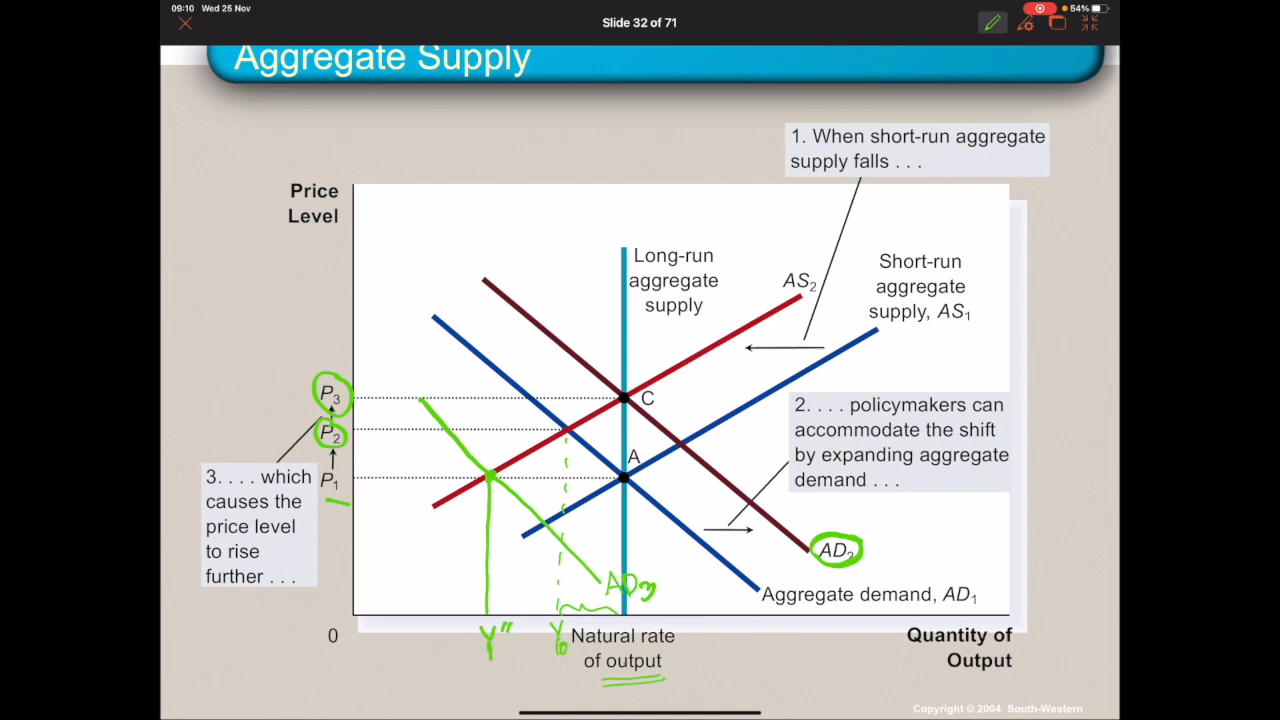 09:10 Wed 25 Nov
Slide 32 of 71
54%
Aggregate Supply
1. When short-run aggregate
supply falls . . .
Price
Level
Long-run
aggregate
supply
AS2
Short-run
aggregate
supply, AS1
P3
C
2. . . . policymakers can
accommodate the shift
by expanding aggregate
demand . . .
P2
A
3. . . . which
causes the
price level
to rise
further . . .
P1
AD2
AD3
Aggregate demand, AD1
0
Y"
Natural rate
of output
Quantity of
Output
Copyright © 2004 South-Western